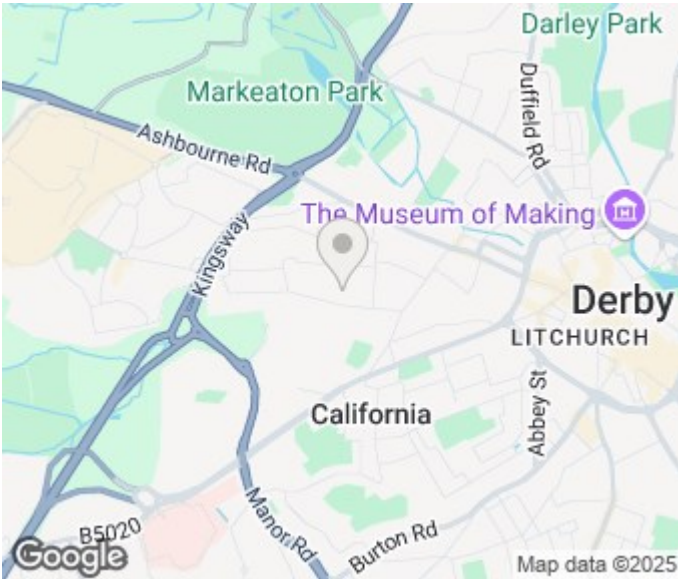 Darley Park
Markeaton Park
Duffield Rd
Ashbourne Rd
The Museum of Making
Kingsway
Derby
LITCHURCH
Abbey St
California
Manor Rd
B5020
Burton Rd
Google
Map data ©2025